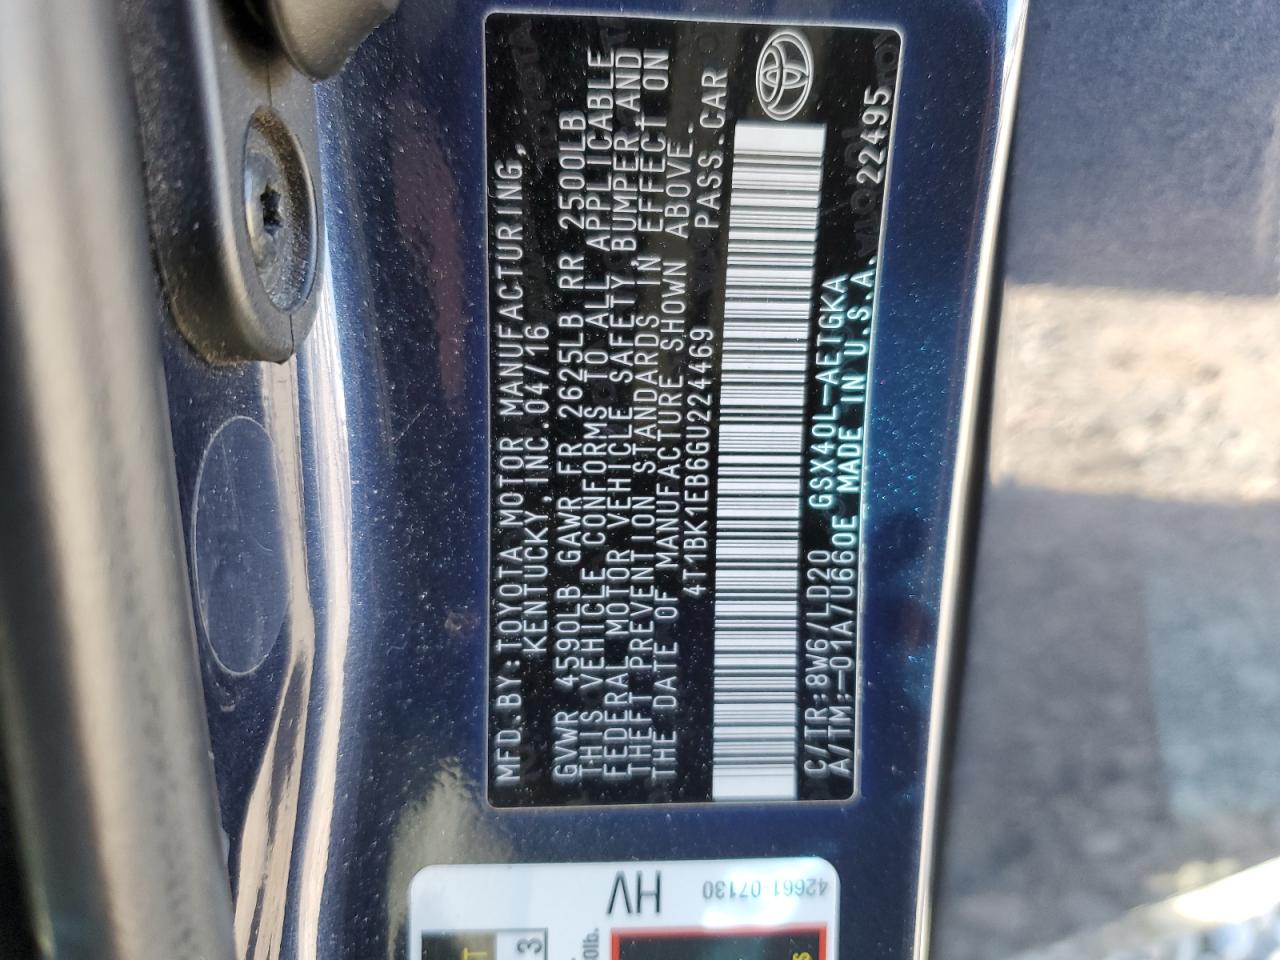 MFD.BY:TOYOTA MOTOR MANUFACTURING,
KENTUCKY, INC.04/16
GVWR 4590LB GAWR FR 2625LB RR 2500LB
THIS VEHICLE CONFORMS TO ALL APPLICABLE
FEDERAL MOTOR VEHICLE SAFETY,BUMPER,AND
THEFT PREVENTION STANDARDS IN EFFECT ON
THE DATE OF MANUFACTURE SHOWN ABOVE.
4T1BK1EB6GU224469 PASS.CAR
C/TR:8W6/LD20 GSX40L-AETGKA
A/TM:-01A/U660E MADE IN U.S.A. 22495
HV
42661-07130
3